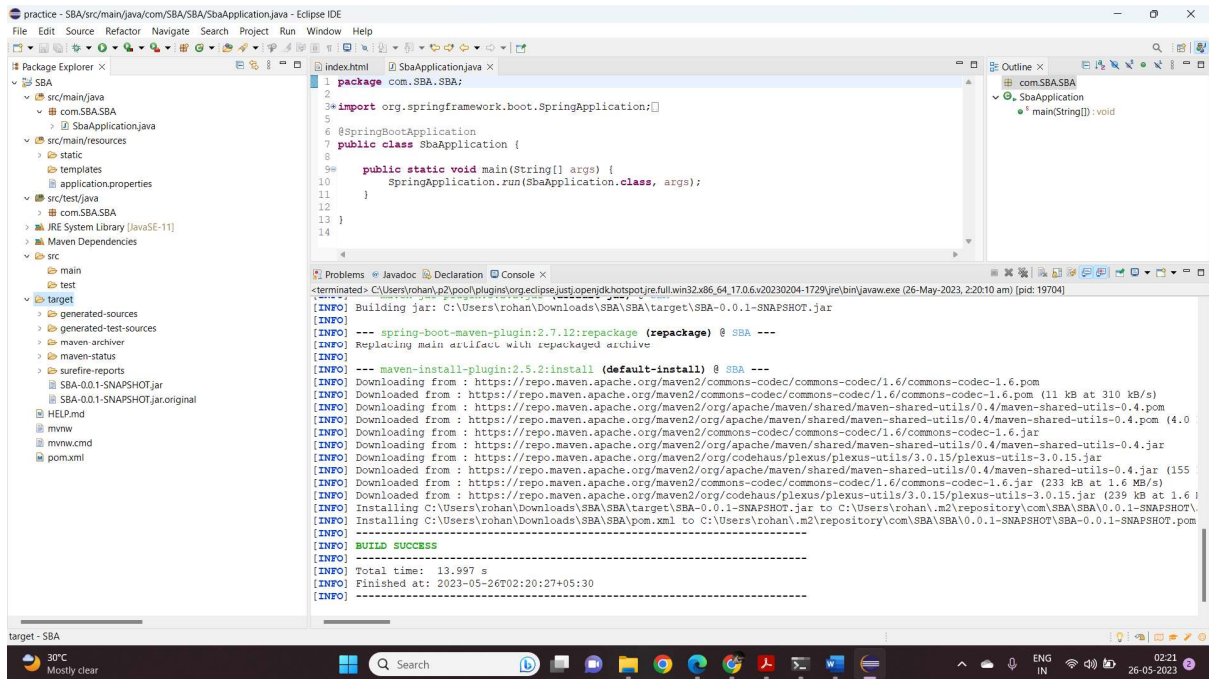 practice - SBA/src/main/java/com/SBA/SBA/SbaApplication.java - Eclipse IDE
File Edit Source Refactor Navigate Search Project Run Window Help
Package Explorer
SBA
src/main/java
com.SBA.SBA
SbaApplication.java
src/main/resources
static
templates
application.properties
src/test/java
com.SBA.SBA
JRE System Library [JavaSE-11]
Maven Dependencies
src
main
test
target
generated-sources
generated-test-sources
maven-archiver
maven-status
surefire-reports
SBA-0.0.1-SNAPSHOT.jar
SBA-0.0.1-SNAPSHOT.jar.original
HELP.md
mvnw
mvnw.cmd
pom.xml
index.html SbaApplication.java
1 package com.SBA.SBA;
2
3 import org.springframework.boot.SpringApplication;
5
6 @SpringBootApplication
7 public class SbaApplication {
8
9 public static void main(String[] args) {
10 SpringApplication.run(SbaApplication.class, args);
11 }
12
13 }
14
Outline
com.SBA.SBA
SbaApplication
main(String[]) : void
Problems Javadoc Declaration Console
<terminated> C:\Users\rohan\.p2\pool\plugins\org.eclipse.justj.openjdk.hotspot.jre.full.win32.x86_64_17.0.6.v20230204-1729\jre\bin\javaw.exe (26-May-2023, 2:20:10 am) [pid: 19704]
[INFO] Building jar: C:\Users\rohan\Downloads\SBA\SBA\target\SBA-0.0.1-SNAPSHOT.jar
[INFO]
[INFO] --- spring-boot-maven-plugin:2.7.12:repackage (repackage) @ SBA ---
[INFO] Replacing main artifact with repackaged archive
[INFO]
[INFO] --- maven-install-plugin:2.5.2:install (default-install) @ SBA ---
[INFO] Downloading from : https://repo.maven.apache.org/maven2/commons-codec/commons-codec/1.6/commons-codec-1.6.pom
[INFO] Downloaded from : https://repo.maven.apache.org/maven2/commons-codec/commons-codec/1.6/commons-codec-1.6.pom (11 kB at 310 kB/s)
[INFO] Downloading from : https://repo.maven.apache.org/maven2/org/apache/maven/shared/maven-shared-utils/0.4/maven-shared-utils-0.4.pom
[INFO] Downloaded from : https://repo.maven.apache.org/maven2/org/apache/maven/shared/maven-shared-utils/0.4/maven-shared-utils-0.4.pom (4.0
[INFO] Downloading from : https://repo.maven.apache.org/maven2/commons-codec/commons-codec/1.6/commons-codec-1.6.jar
[INFO] Downloading from : https://repo.maven.apache.org/maven2/org/apache/maven/shared/maven-shared-utils/0.4/maven-shared-utils-0.4.jar
[INFO] Downloading from : https://repo.maven.apache.org/maven2/org/codehaus/plexus/plexus-utils/3.0.15/plexus-utils-3.0.15.jar
[INFO] Downloaded from : https://repo.maven.apache.org/maven2/org/apache/maven/shared/maven-shared-utils/0.4/maven-shared-utils-0.4.jar (155
[INFO] Downloaded from : https://repo.maven.apache.org/maven2/commons-codec/commons-codec/1.6/commons-codec-1.6.jar (233 kB at 1.6 MB/s)
[INFO] Downloaded from : https://repo.maven.apache.org/maven2/org/codehaus/plexus/plexus-utils/3.0.15/plexus-utils-3.0.15.jar (239 kB at 1.6
[INFO] Installing C:\Users\rohan\Downloads\SBA\SBA\target\SBA-0.0.1-SNAPSHOT.jar to C:\Users\rohan\.m2\repository\com\SBA\SBA\0.0.1-SNAPSHOT\
[INFO] Installing C:\Users\rohan\Downloads\SBA\SBA\pom.xml to C:\Users\rohan\.m2\repository\com\SBA\SBA\0.0.1-SNAPSHOT\SBA-0.0.1-SNAPSHOT.pom
[INFO] ------------------------------------------------------------------------
[INFO] BUILD SUCCESS
[INFO] ------------------------------------------------------------------------
[INFO] Total time: 13.997 s
[INFO] Finished at: 2023-05-26T02:20:27+05:30
[INFO] ------------------------------------------------------------------------
target - SBA
30°C
Mostly clear
Search
ENG
IN
02:21
26-05-2023
2